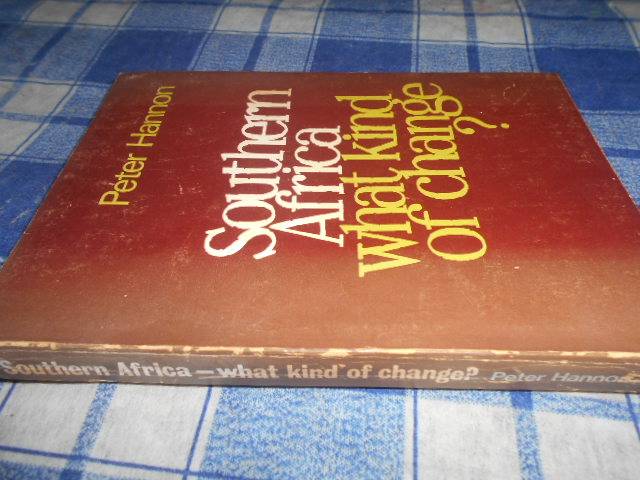 Peter Hannon
Southern
Africa
what kind
of change?
Southern Africa — what kind of change? Peter Hannon